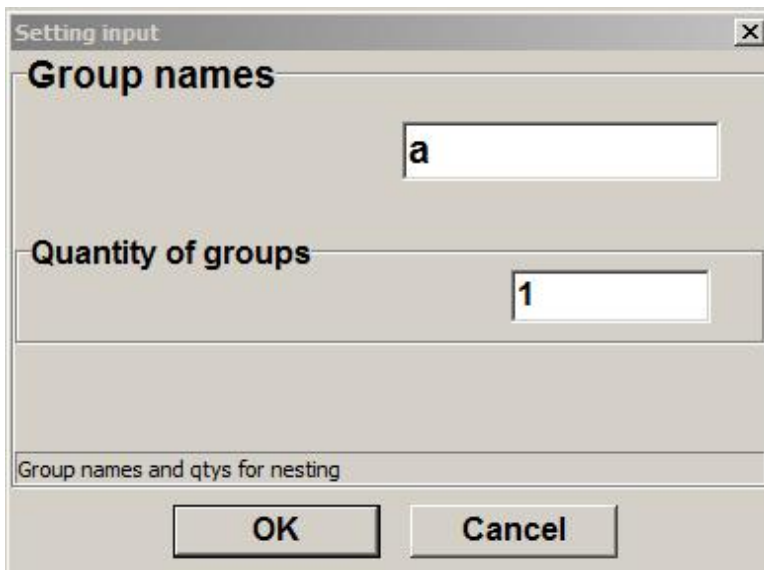 Setting input
Group names
a
Quantity of groups
1
Group names and qtys for nesting
OK Cancel